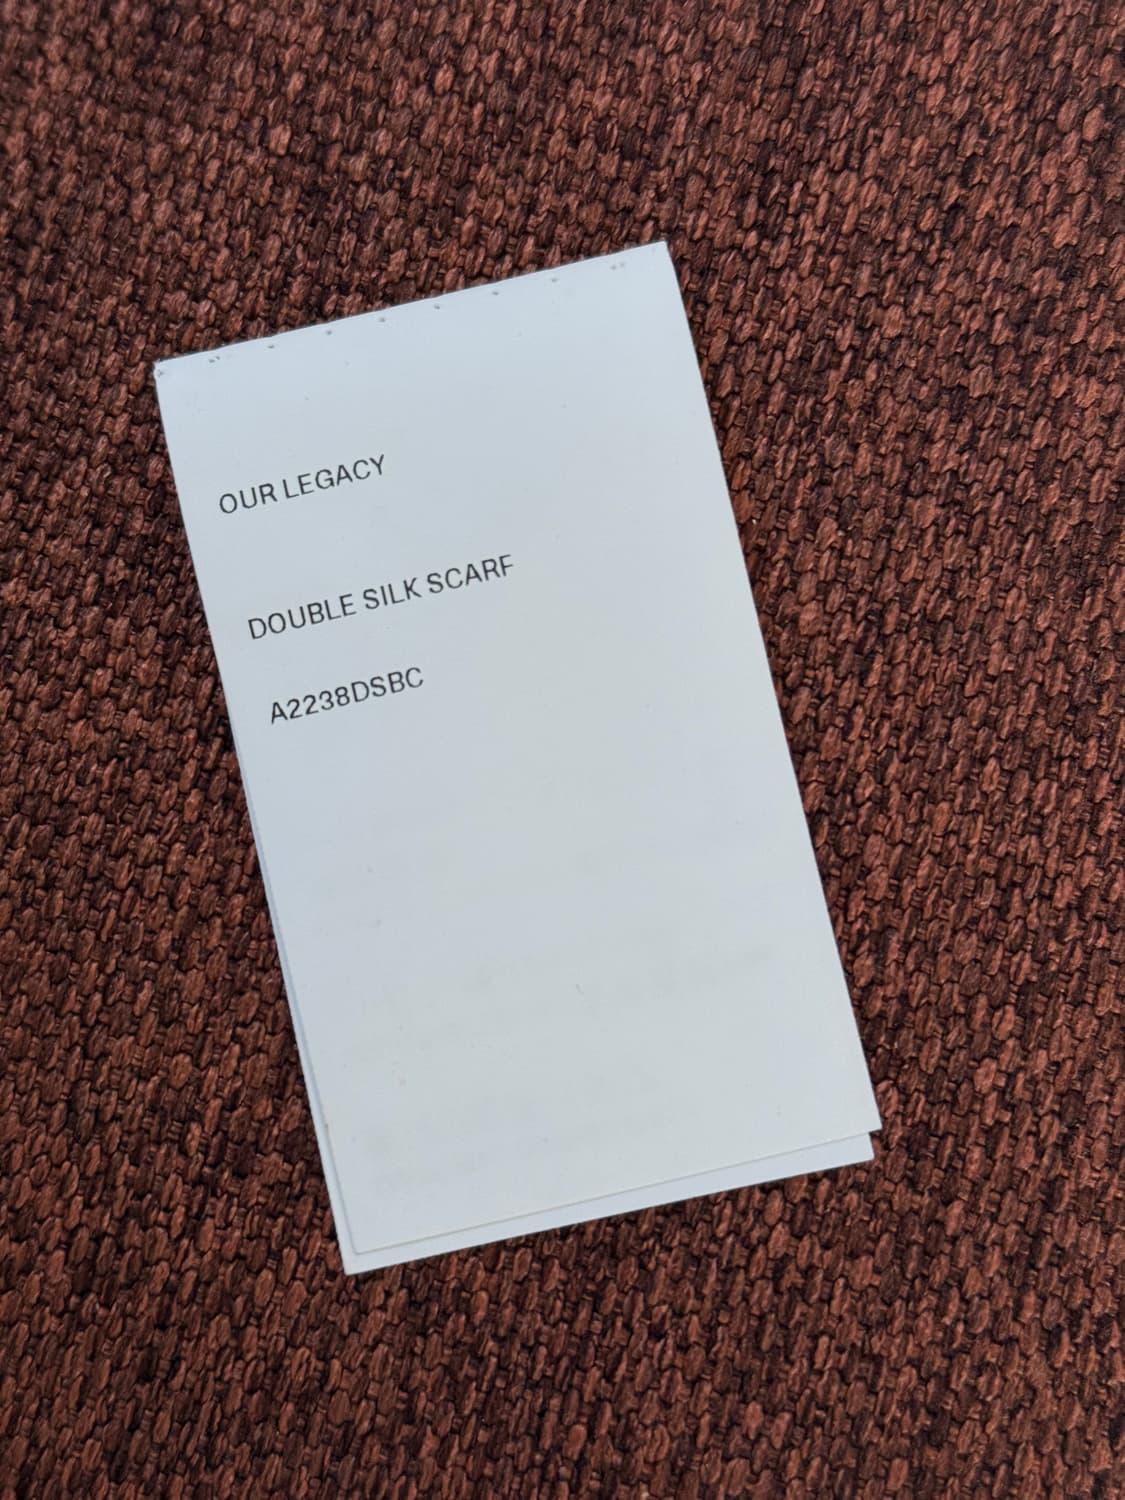 OUR LEGACY
DOUBLE SILK SCARF
A2238DSBC